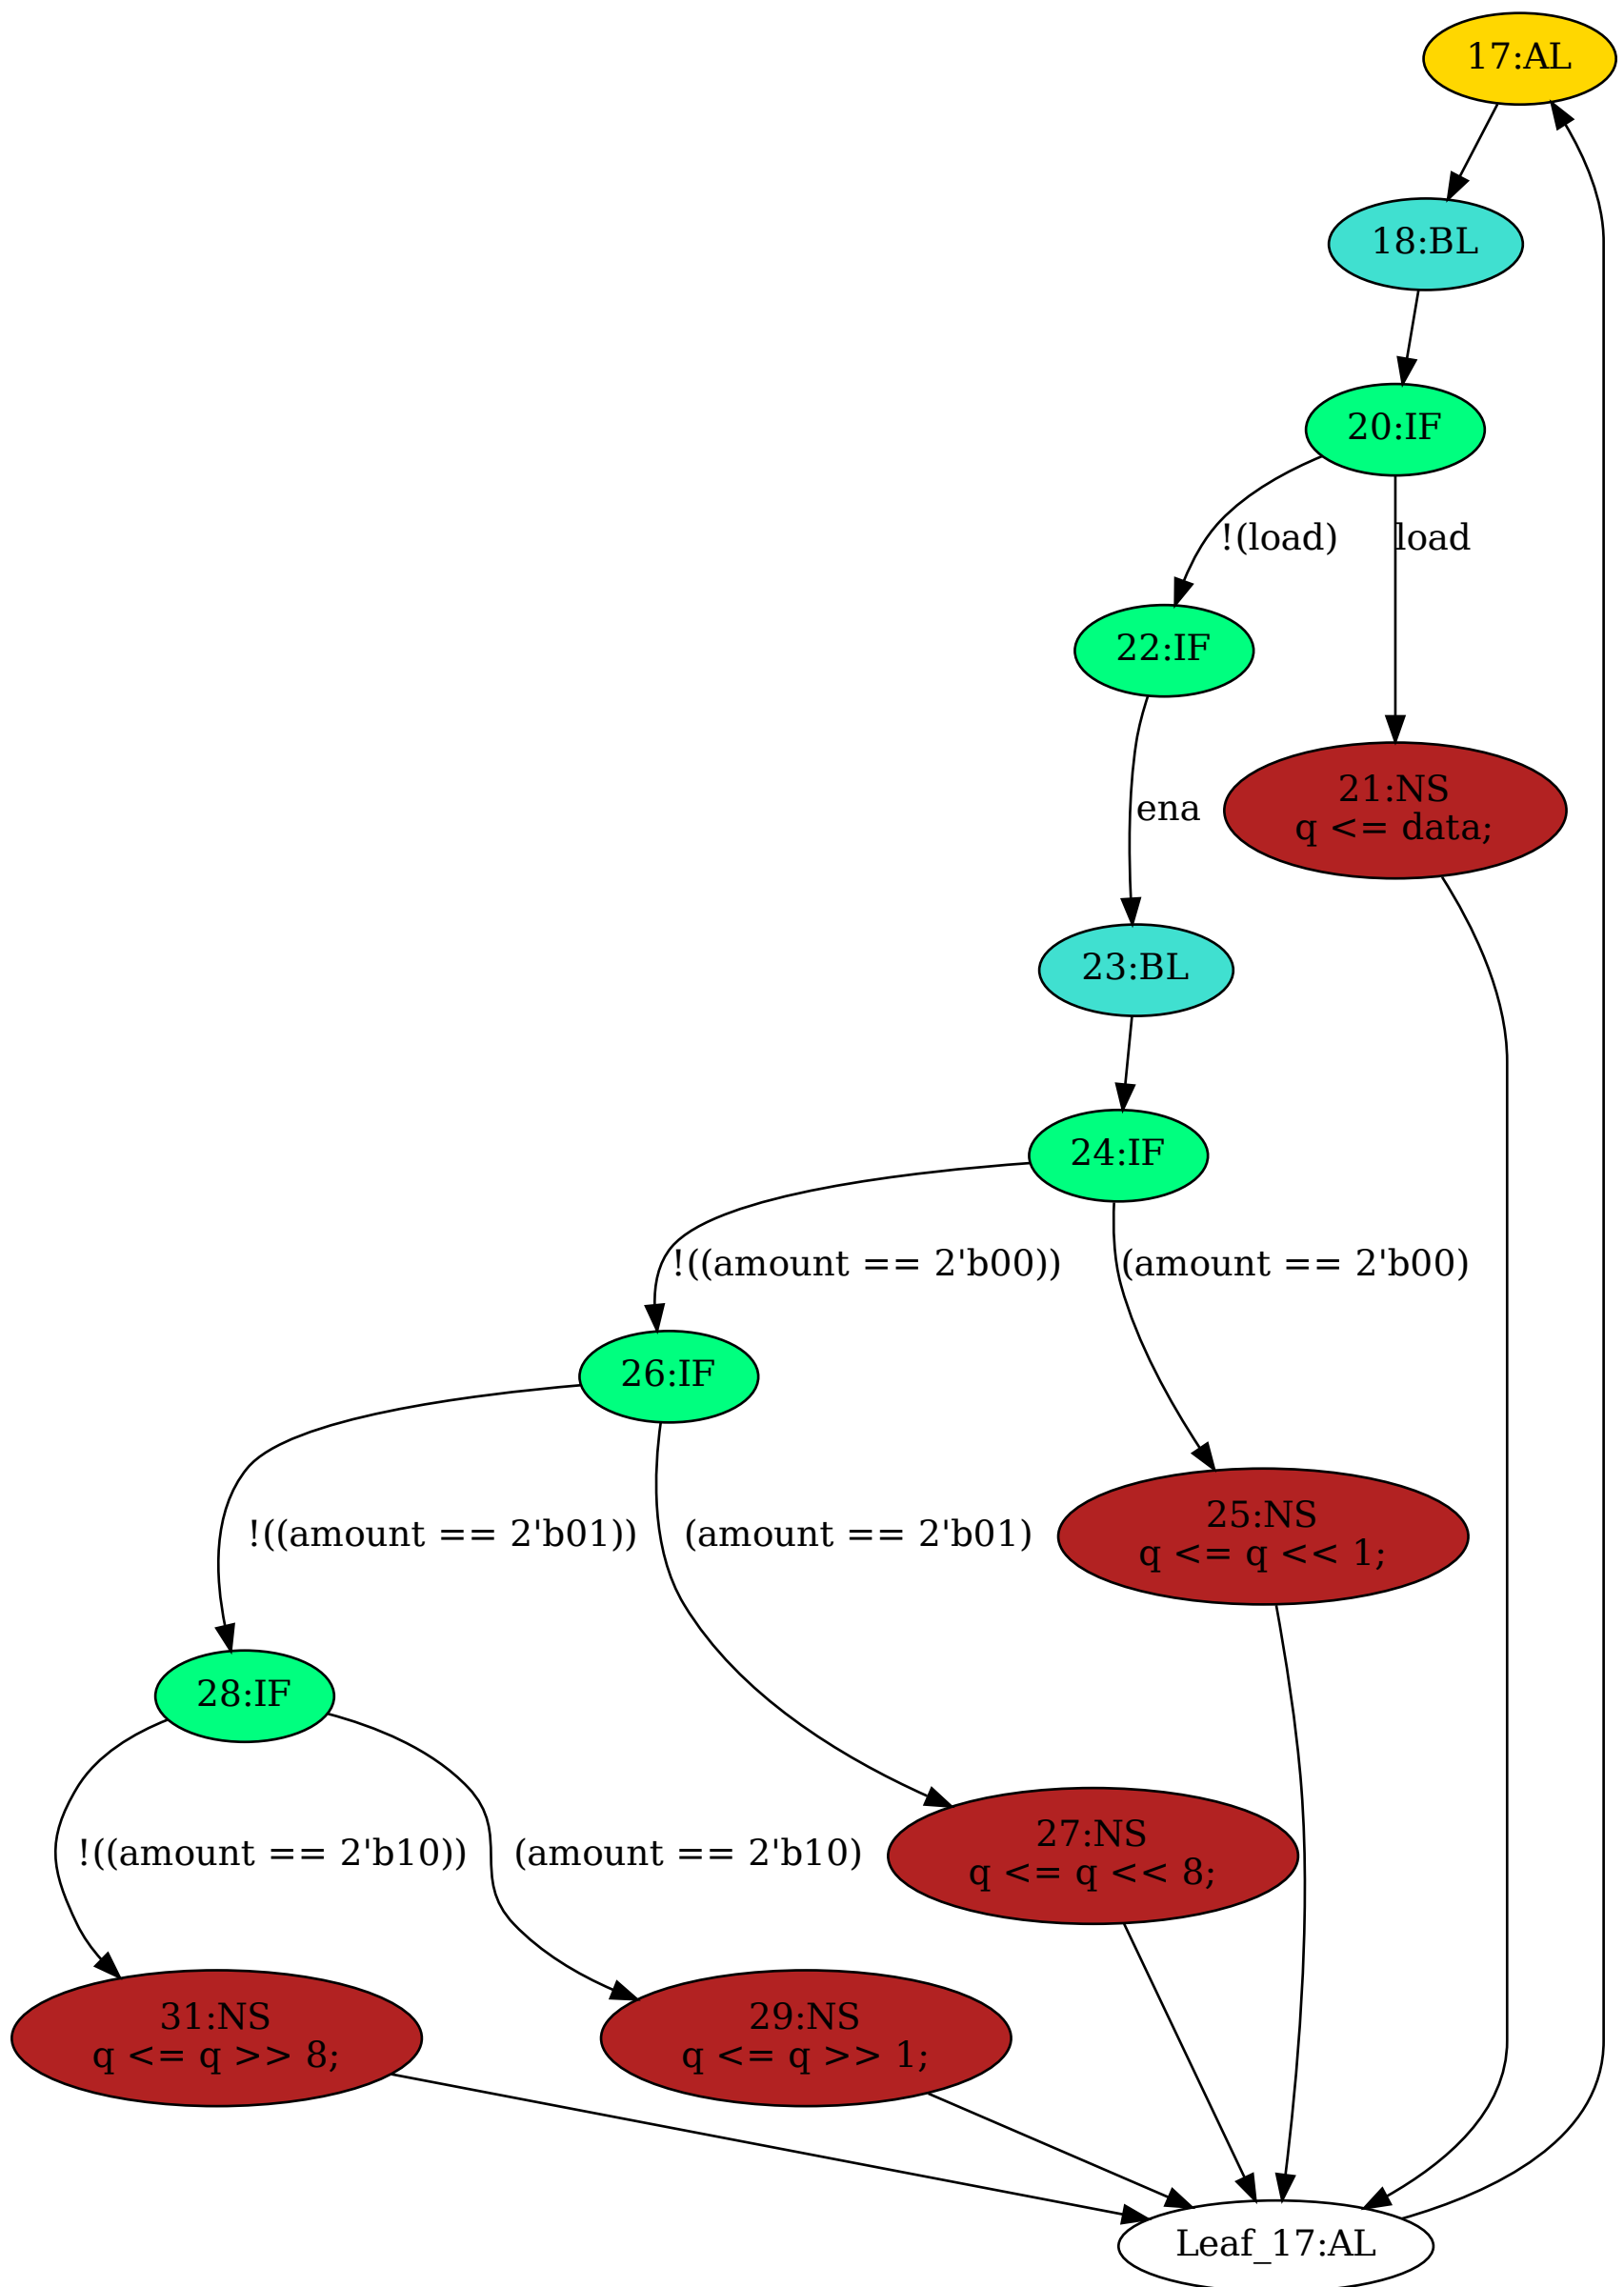 17:AL
18:BL
20:IF
!(load)
load
22:IF
21:NS
q <= data;
ena
23:BL
24:IF
!((amount == 2'b00))
(amount == 2'b00)
26:IF
25:NS
q <= q << 1;
!((amount == 2'b01))
(amount == 2'b01)
28:IF
27:NS
q <= q << 8;
!((amount == 2'b10))
(amount == 2'b10)
31:NS
q <= q >> 8;
29:NS
q <= q >> 1;
Leaf_17:AL